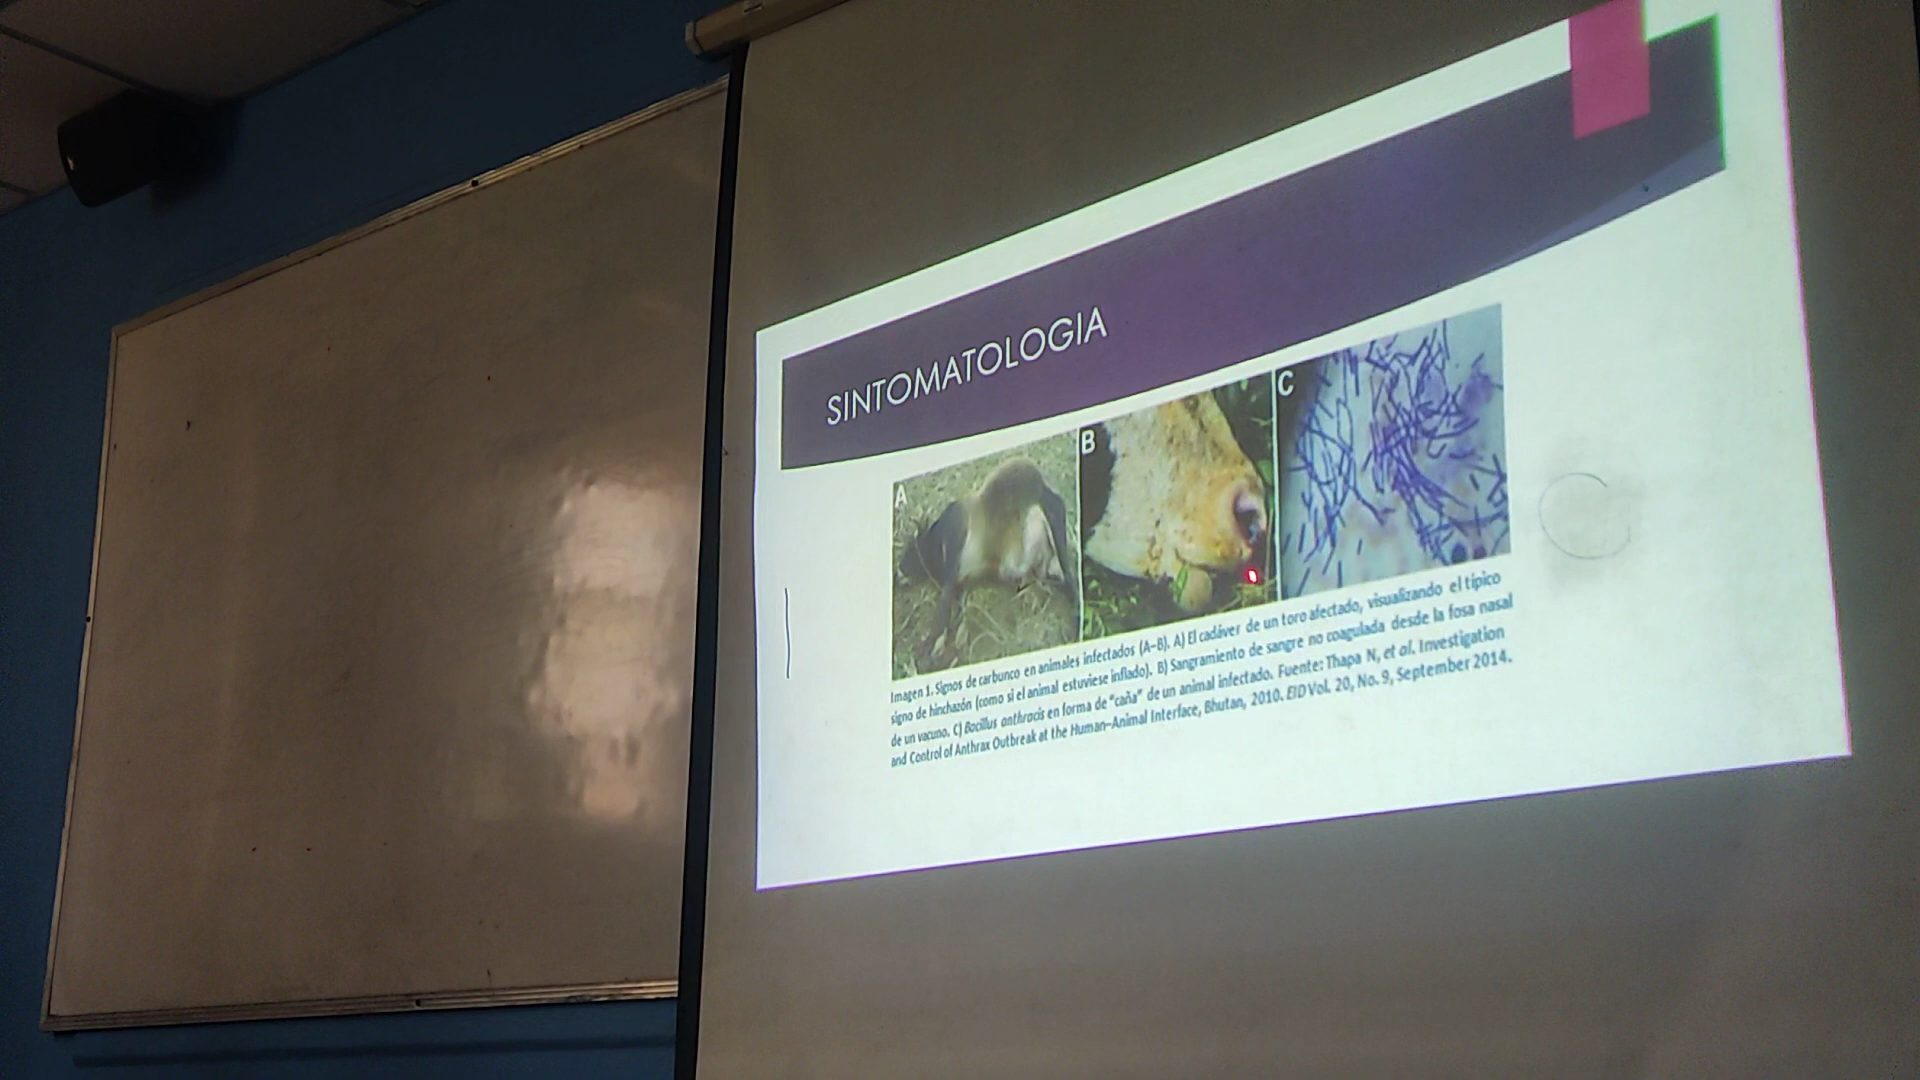 SINTOMATOLOGIA
A
B
C
Imagen 1. Signos de carbunco en animales infectados (A–B). A) El cadáver de un toro afectado, visualizando el típico
signo de hinchazón (como si el animal estuviese inflado). B) Sangramiento de sangre no coagulada desde la fosa nasal
de un vacuno. C) Bacillus anthracis en forma de "caña" de un animal infectado. Fuente: Thapa N, et al. Investigation
and Control of Anthrax Outbreak at the Human–Animal Interface, Bhutan, 2010. EID Vol. 20, No. 9, September 2014.